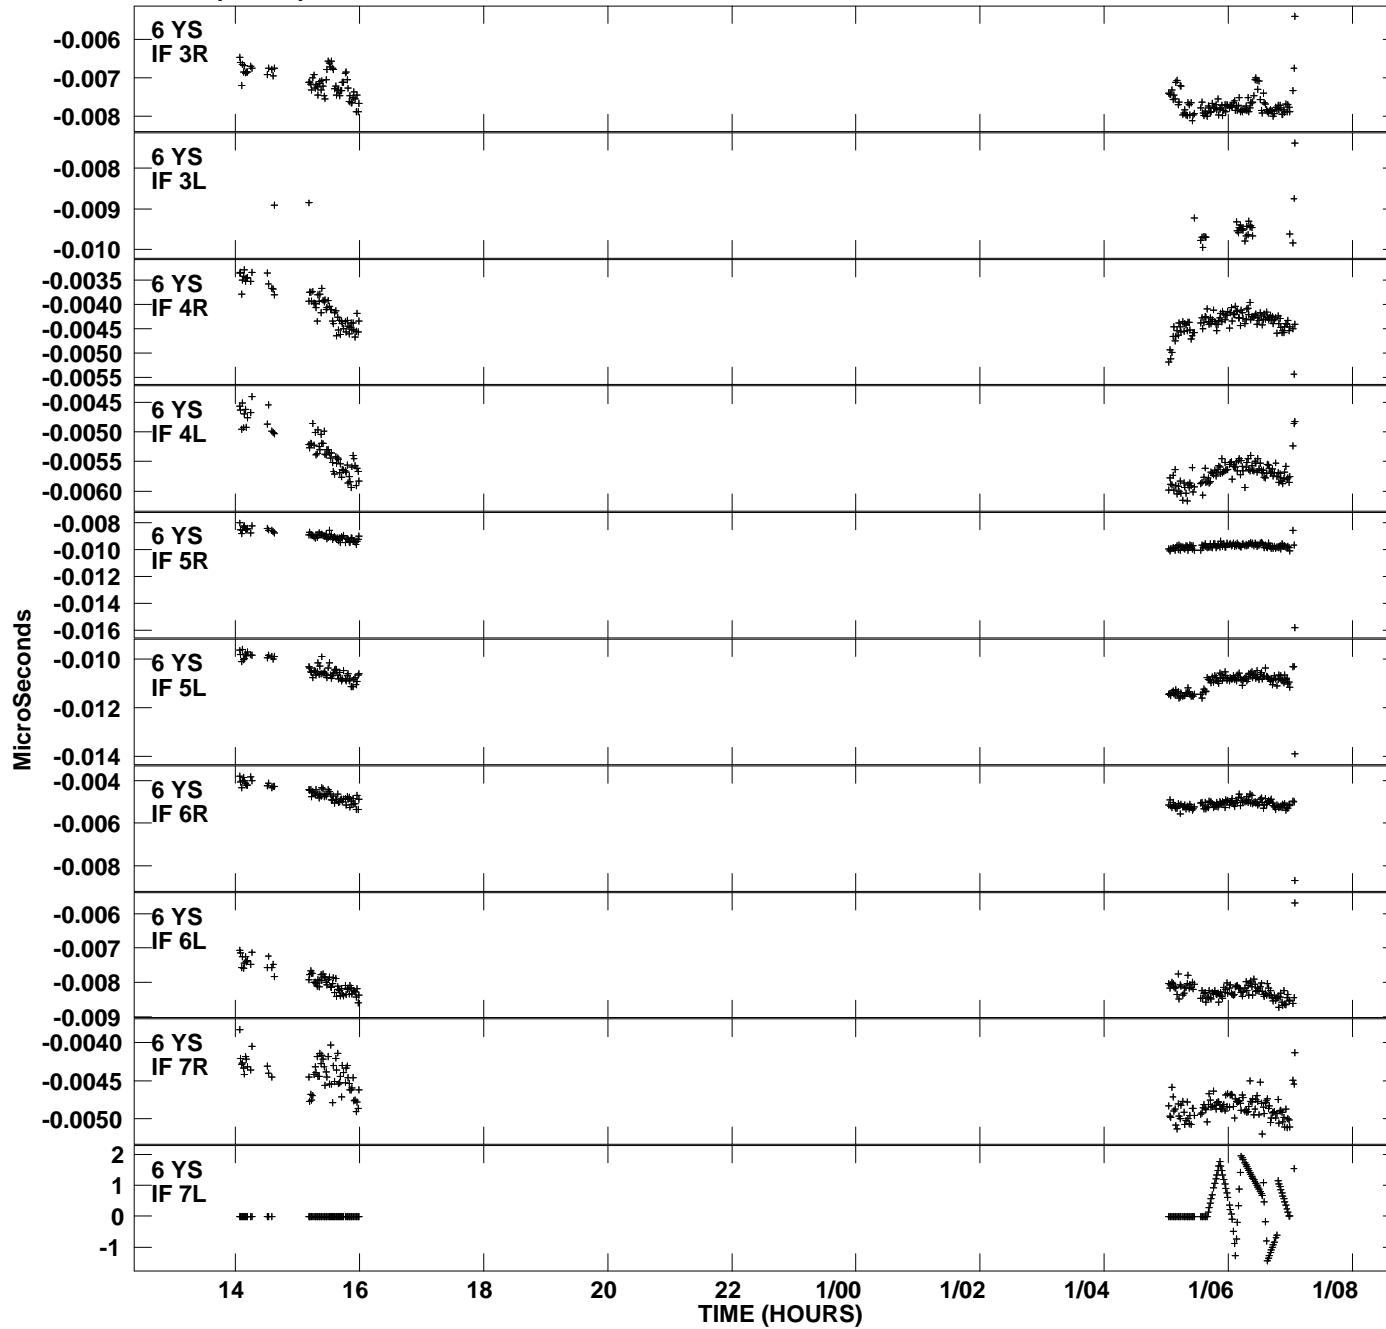 6 YS
IF 3R
-0.006
-0.007
-0.008
6 YS
IF 3L
-0.008
-0.009
-0.010
6 YS
IF 4R
-0.0035
-0.0040
-0.0045
-0.0050
-0.0055
6 YS
IF 4L
-0.0045
-0.0050
-0.0055
-0.0060
6 YS
IF 5R
-0.008
-0.010
-0.012
-0.014
-0.016
6 YS
IF 5L
-0.010
-0.012
-0.014
6 YS
IF 6R
-0.004
-0.006
-0.008
6 YS
IF 6L
-0.006
-0.007
-0.008
-0.009
6 YS
IF 7R
-0.0040
-0.0045
-0.0050
6 YS
IF 7L
2
1
0
-1
MicroSeconds
14 16 18 20 22 1/00 1/02 1/04 1/06 1/08
TIME (HOURS)